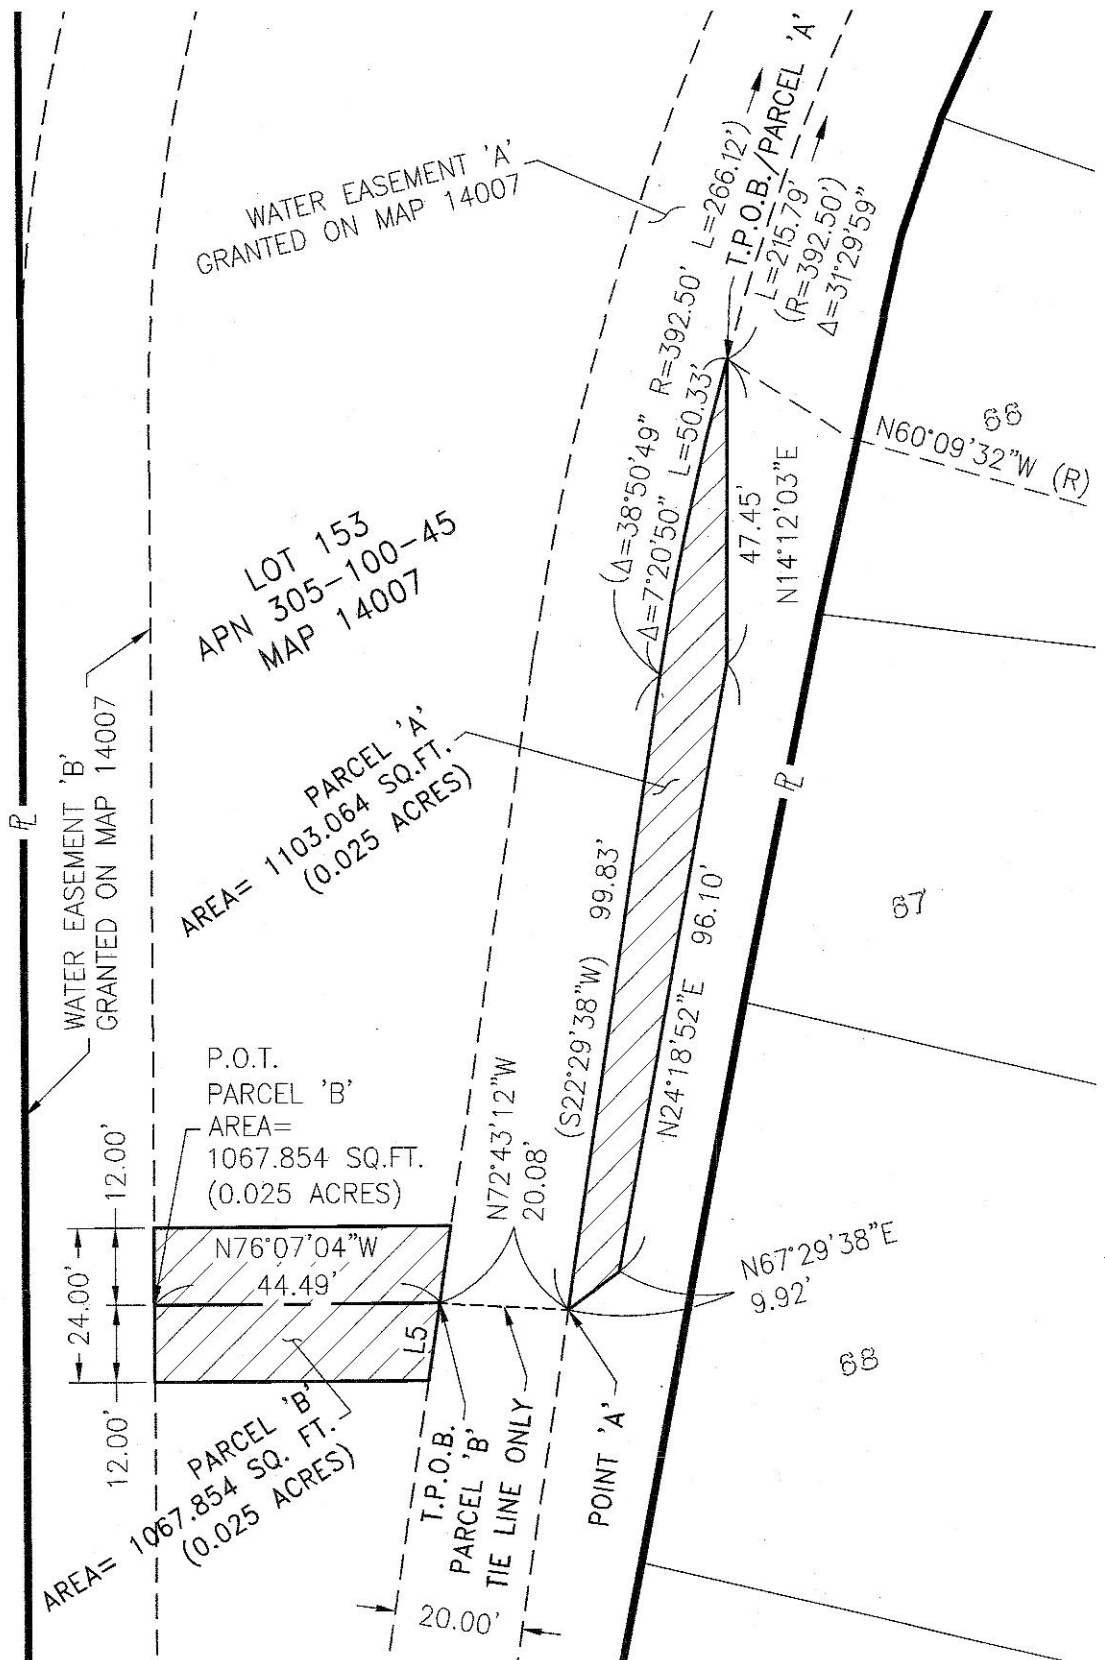 WATER EASEMENT 'A'
GRANTED ON MAP 14007
(Δ=38°50'49" R=392.50' L=266.12')
Δ=7°20'50" L=50.33'
T.P.O.B./PARCEL 'A'
L=215.79'
(R=392.50')
Δ=31°29'59"
66
N60°09'32"W (R)
47.45'
N14°12'03"E
LOT 153
APN 305-100-45
MAP 14007
WATER EASEMENT 'B'
GRANTED ON MAP 14007
PL
PL
PARCEL 'A'
AREA= 1103.064 SQ.FT.
(0.025 ACRES)
67
(S22°29'38"W) 99.83'
N24°18'52"E 96.10'
P.O.T.
PARCEL 'B'
AREA=
1067.854 SQ.FT.
(0.025 ACRES)
N72°43'12"W
20.08'
12.00'
24.00'
12.00'
N76°07'04"W
44.49'
L5
N67°29'38"E
9.92'
68
PARCEL 'B'
AREA= 1067.854 SQ. FT.
(0.025 ACRES)
T.P.O.B.
PARCEL 'B'
TIE LINE ONLY
POINT 'A'
20.00'